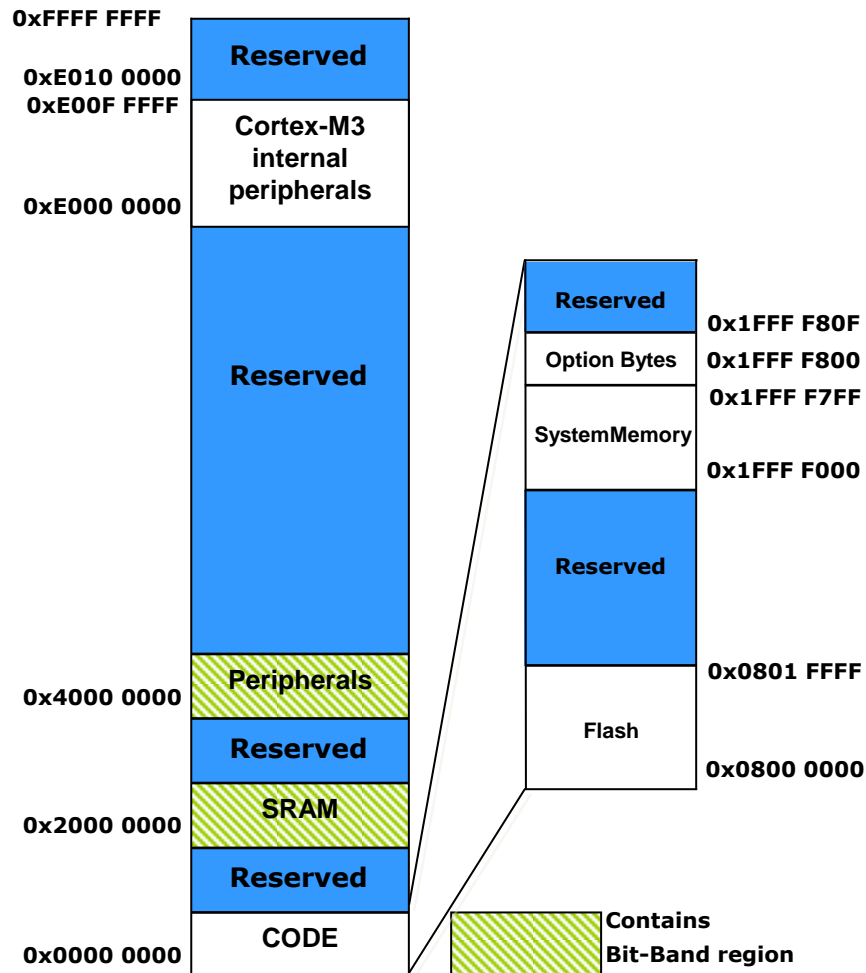 0xFFFF FFFF
Reserved
0xE010 0000
0xE00F FFFF
Cortex-M3
internal
peripherals
0xE000 0000
Reserved
Peripherals
0x4000 0000
Reserved
SRAM
0x2000 0000
Reserved
CODE
0x0000 0000
Reserved
0x1FFF F80F
Option Bytes
0x1FFF F800
0x1FFF F7FF
SystemMemory
0x1FFF F000
Reserved
0x0801 FFFF
Flash
0x0800 0000
Contains
Bit-Band region